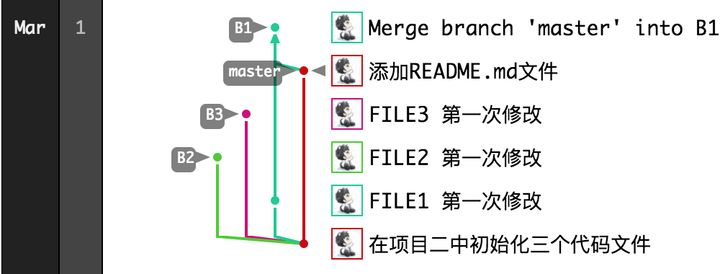 Mar 1 B1 Merge branch 'master' into B1
master 添加README.md文件
B3 FILE3 第一次修改
B2 FILE2 第一次修改
FILE1 第一次修改
在项目二中初始化三个代码文件